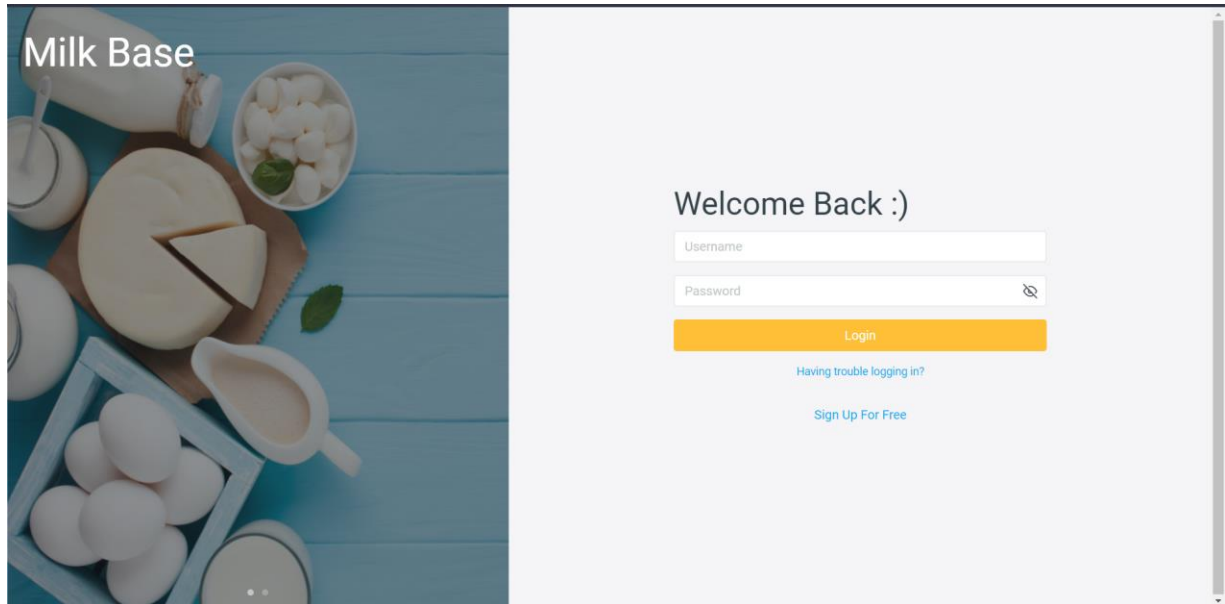 Milk Base
Welcome Back :)
Username
Password
Login
Having trouble logging in?
Sign Up For Free